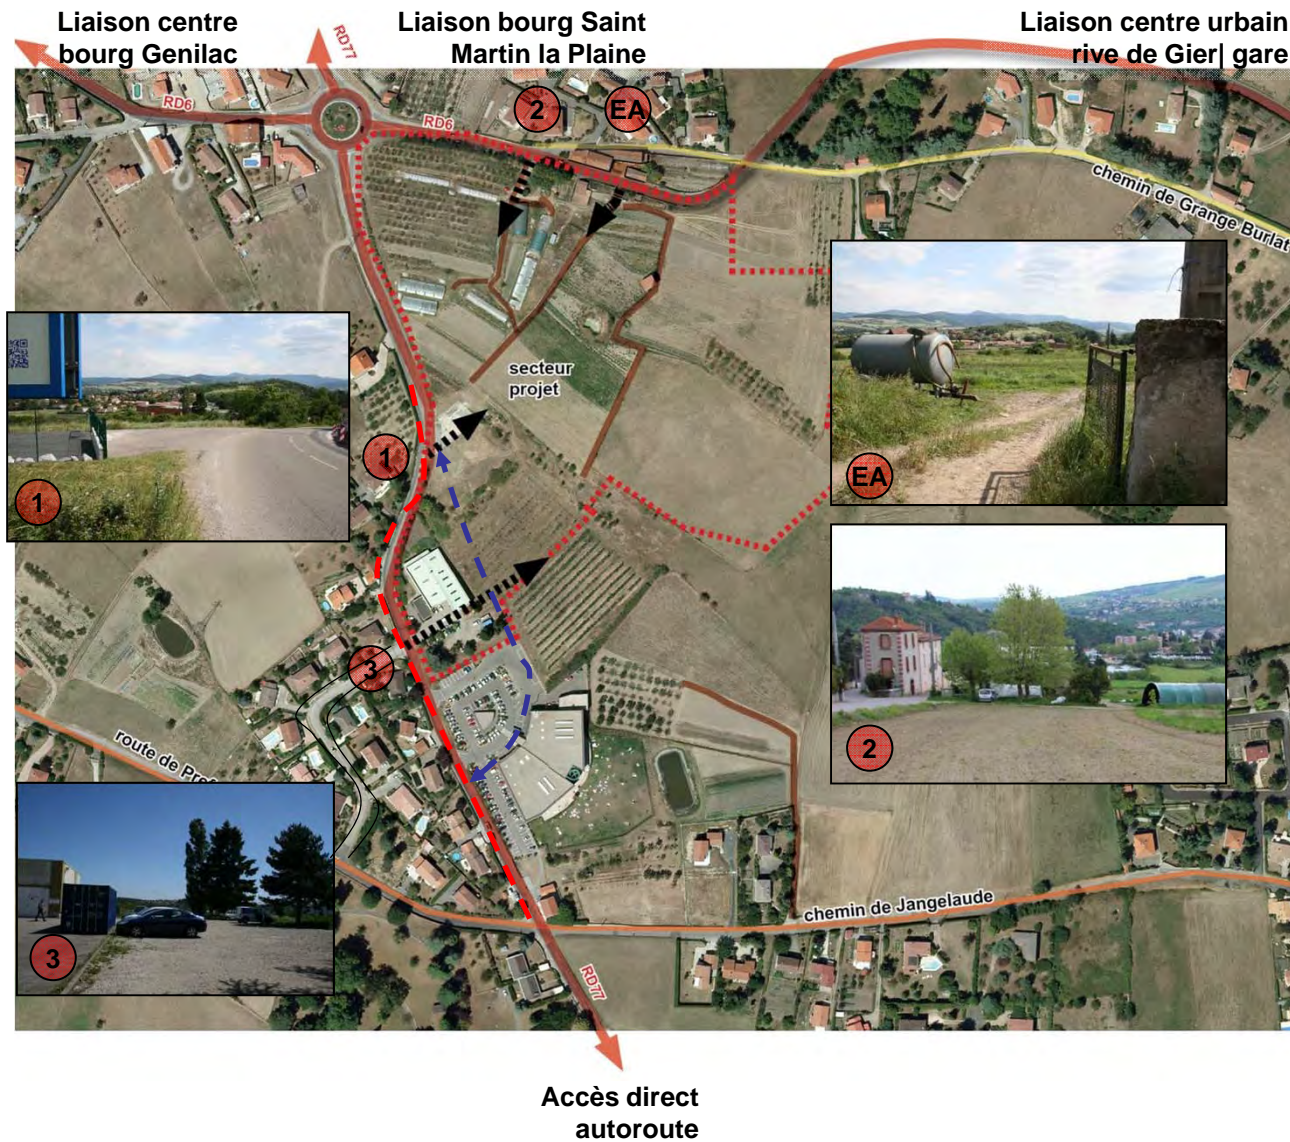 Liaison centre
bourg Genilac
Liaison bourg Saint
Martin la Plaine
Liaison centre urbain
rive de Gier| gare
RD77
RD6
RD6
2
EA
chemin de Grange Burlat
secteur
projet
1
1
EA
3
2
route de Pref
3
chemin de Jangelaude
RD77
Accès direct
autoroute